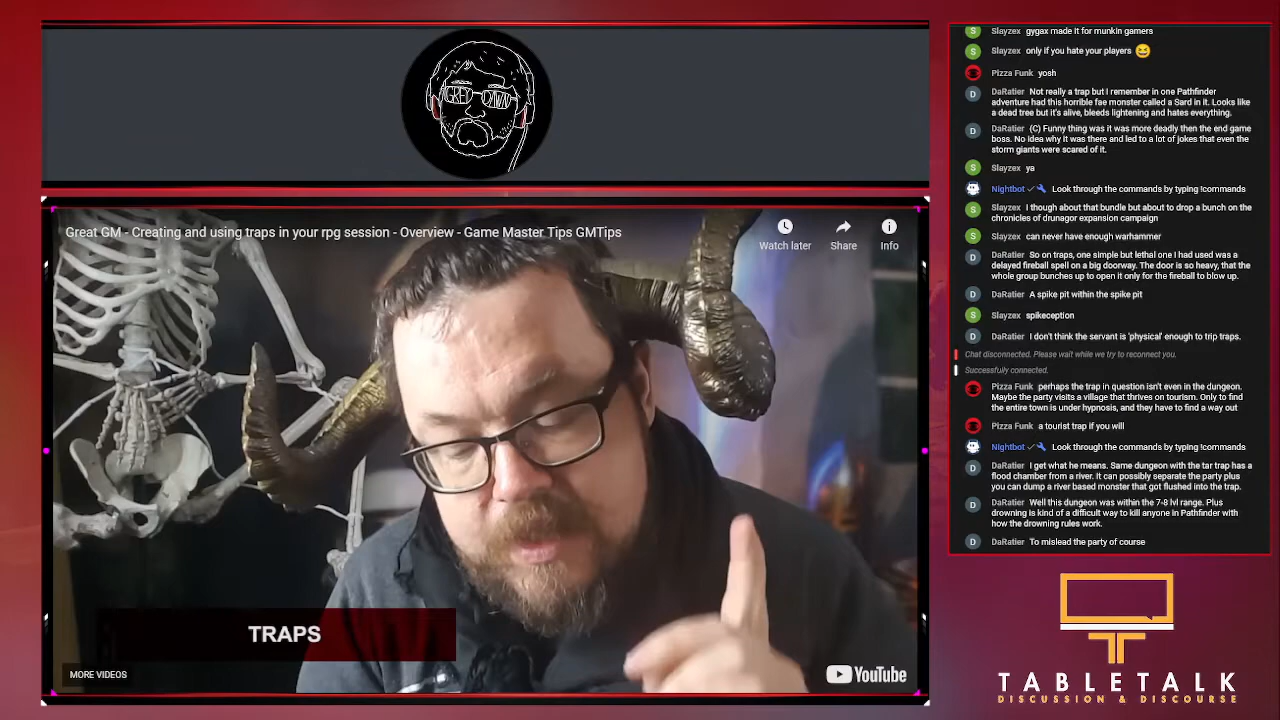 GREY DWN
Great GM - Creating and using traps in your rpg session - Overview - Game Master Tips GMTips
Watch later
Share
Info
TRAPS
MORE VIDEOS
YouTube
S Slayzex gygax made it for munkin gamers
S Slayzex only if you hate your players 😆
Pizza Funk yosh
D DaRatier Not really a trap but I remember in one Pathfinder
adventure had this horrible fae monster called a Sard in it. Looks like
a dead tree but it's alive, bleeds lightening and hates everything.
D DaRatier (C) Funny thing was it was more deadly then the end game
boss. No idea why it was there and led to a lot of jokes that even the
storm giants were scared of it.
S Slayzex ya
Nightbot Look through the commands by typing !commands
S Slayzex I though about that bundle but about to drop a bunch on the
chronicles of drunagor expansion campaign
S Slayzex can never have enough warhammer
D DaRatier So on traps, one simple but lethal one I had used was a
delayed fireball spell on a big doorway. The door is so heavy, that the
whole group bunches up to open it only for the fireball to blow up.
D DaRatier A spike pit within the spike pit
S Slayzex spikeception
D DaRatier I don't think the servant is 'physical' enough to trip traps.
Chat disconnected. Please wait while we try to reconnect you.
Successfully connected.
Pizza Funk perhaps the trap in question isn't even in the dungeon.
Maybe the party visits a village that thrives on tourism. Only to find
the entire town is under hypnosis, and they have to find a way out
Pizza Funk a tourist trap if you will
Nightbot Look through the commands by typing !commands
D DaRatier I get what he means. Same dungeon with the tar trap has a
flood chamber from a river. It can possibly separate the party plus
you can dump a river based monster that got flushed into the trap.
D DaRatier Well this dungeon was within the 7-8 lvl range. Plus
drowning is kind of a difficult way to kill anyone in Pathfinder with
how the drowning rules work.
D DaRatier To mislead the party of course
TABLETALK
DISCUSSION & DISCOURSE